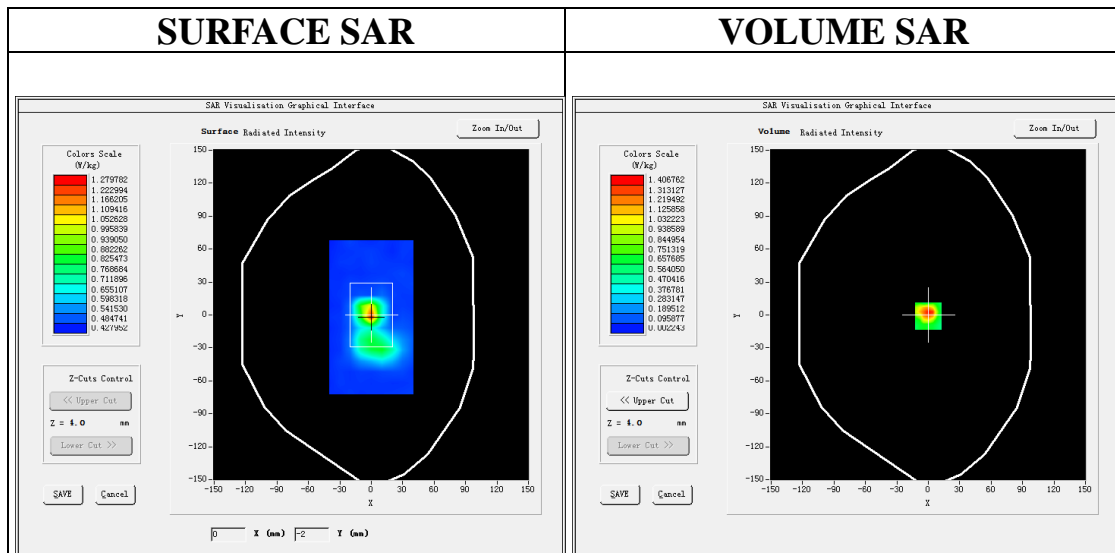 SURFACE SAR
VOLUME SAR
SAR Visualisation Graphical Interface
Surface Radiated Intensity
Zoom In/Out
Colors Scale
(W/kg)
1.279782
1.222994
1.166205
1.109416
1.052628
0.995839
0.939050
0.882262
0.825473
0.768684
0.711896
0.655107
0.598318
0.541530
0.484741
0.427952
150
120
90
60
30
0
-30
-60
-90
-120
-150
Y
-150 -120 -90 -60 -30 0 30 60 90 120 150
X
Z-Cuts Control
<< Upper Cut
Z = 4.0 mm
Lower Cut >>
SAVE Cancel
0 X (mm) -2 Y (mm)
SAR Visualisation Graphical Interface
Volume Radiated Intensity
Zoom In/Out
Colors Scale
(W/kg)
1.406762
1.313127
1.219492
1.125858
1.032223
0.938589
0.844954
0.751319
0.657685
0.564050
0.470416
0.376781
0.283147
0.189512
0.095877
0.002243
150
120
90
60
30
0
-30
-60
-90
-120
-150
Y
-150 -120 -90 -60 -30 0 30 60 90 120 150
X
Z-Cuts Control
<< Upper Cut
Z = 4.0 mm
Lower Cut >>
SAVE Cancel